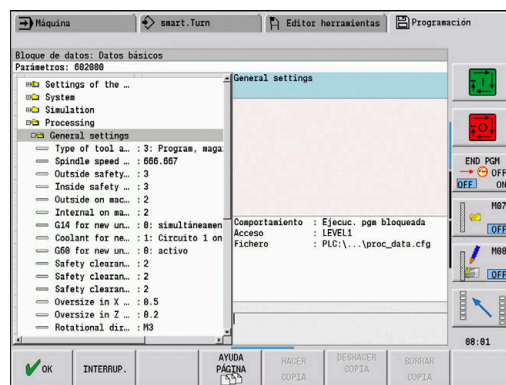 Máquina
smart.Turn
Editor herramientas
Programación
Bloque de datos: Datos básicos
Parámetros: 602000
Settings of the …
System
Simulation
Processing
General settings
Type of tool a… : 3: Program, maga
Spindle speed … : 666.667
Outside safety… : 3
Inside safety … : 3
Outside on mac… : 2
Internal on ma… : 2
G14 for new un… : 0: simultáneamen
Coolant for ne… : 1: Circuito 1 on
G60 for new un… : 0: activo
Safety clearan… : 2
Safety clearan… : 2
Safety clearan… : 2
Oversize in X … : 0.5
Oversize in Z … : 0.2
Rotational dir… : M3
General settings
Comportamiento : Ejecuc. pgm bloqueada
Acceso : LEVEL1
Fichero : PLC:\...\proc_data.cfg
END PGM
OFF
OFF ON
M07
OFF
M08
OFF
08:01
OK
INTERRUP.
AYUDA
PÁGINA
HACER
COPIA
DESHACER
COPIA
BORRAR
COPIA